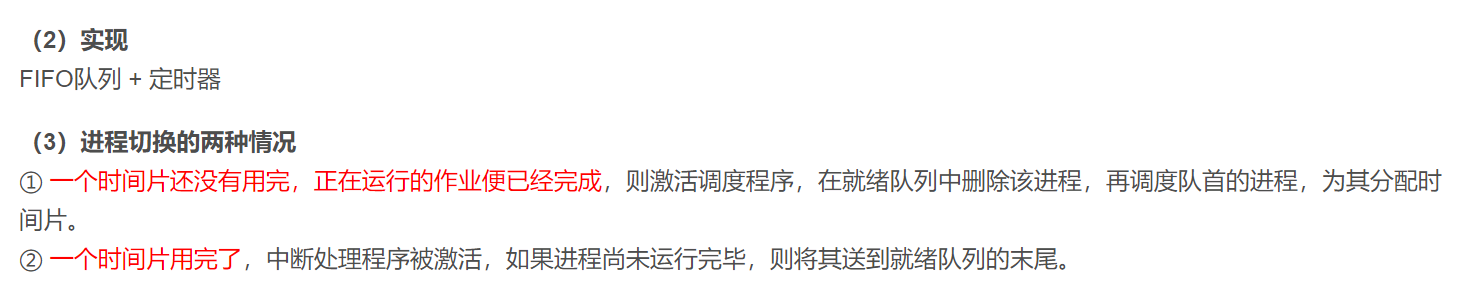 （2）实现
FIFO队列 + 定时器
（3）进程切换的两种情况
① 一个时间片还没有用完，正在运行的作业便已经完成，则激活调度程序，在就绪队列中删除该进程，再调度队首的进程，为其分配时
间片。
② 一个时间片用完了，中断处理程序被激活，如果进程尚未运行完毕，则将其送到就绪队列的末尾。